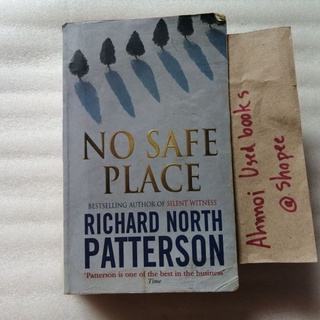 NO SAFE
PLACE
BESTSELLING AUTHOR OF SILENT WITNESS
RICHARD NORTH
PATTERSON
'Patterson is one of the best in the business'
Time
Ahmnoi Used books
@ shopee